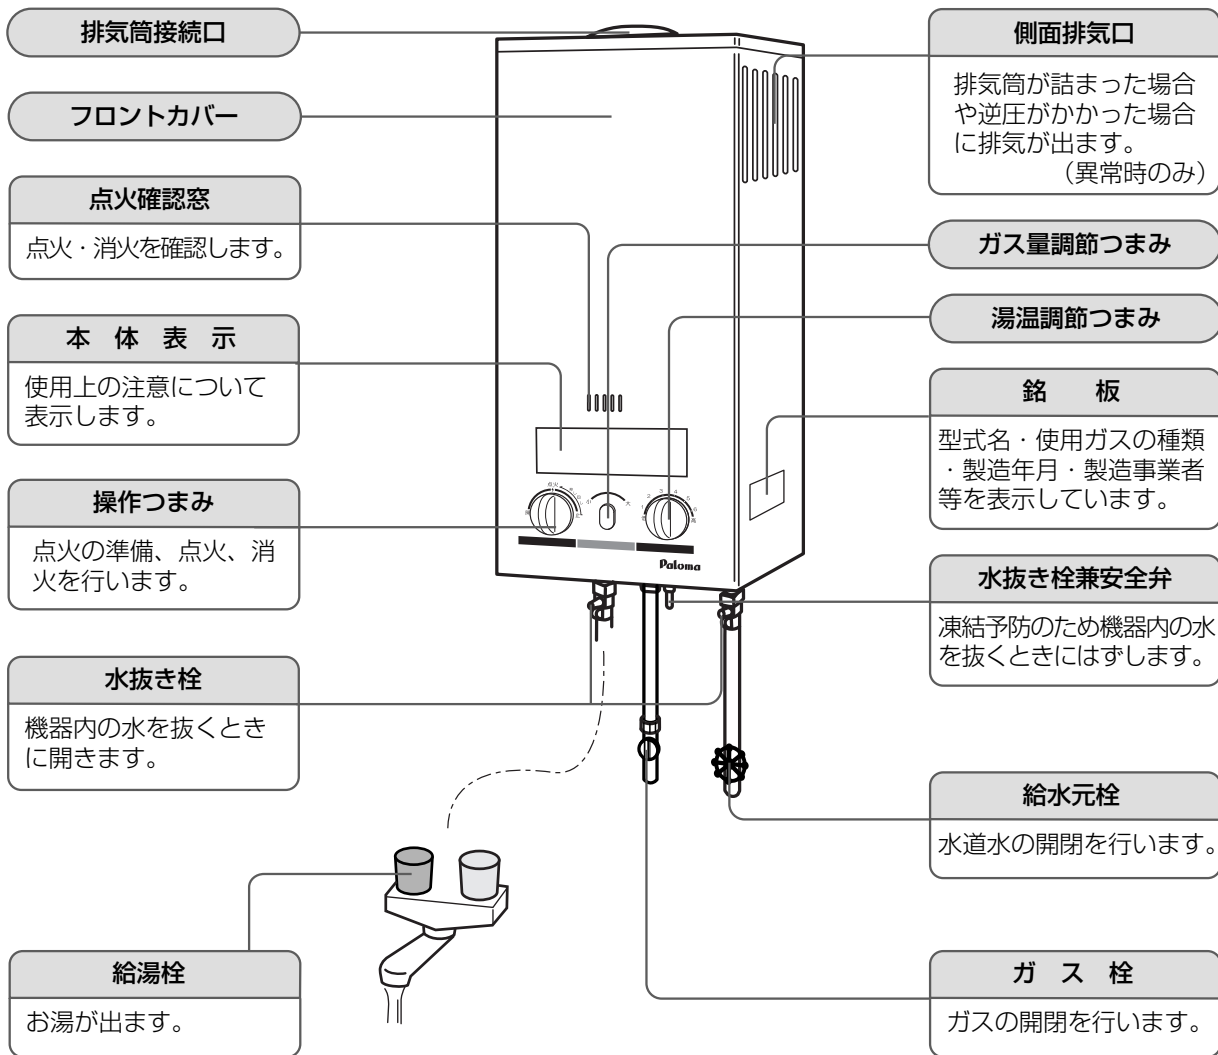 排気筒接続口
フロントカバー
点火確認窓
点火・消火を確認します。
本体表示
使用上の注意について
表示します。
操作つまみ
点火の準備、点火、消
火を行います。
水抜き栓
機器内の水を抜くとき
に開きます。
給湯栓
お湯が出ます。
点火
小
大
1
2
3
4
5
6
高
Paloma
側面排気口
排気筒が詰まった場合
や逆圧がかかった場合
に排気が出ます。
（異常時のみ）
ガス量調節つまみ
湯温調節つまみ
銘板
型式名・使用ガスの種類
・製造年月・製造事業者
等を表示しています。
水抜き栓兼安全弁
凍結予防のため機器内の水
を抜くときにはずします。
給水元栓
水道水の開閉を行います。
ガス栓
ガスの開閉を行います。